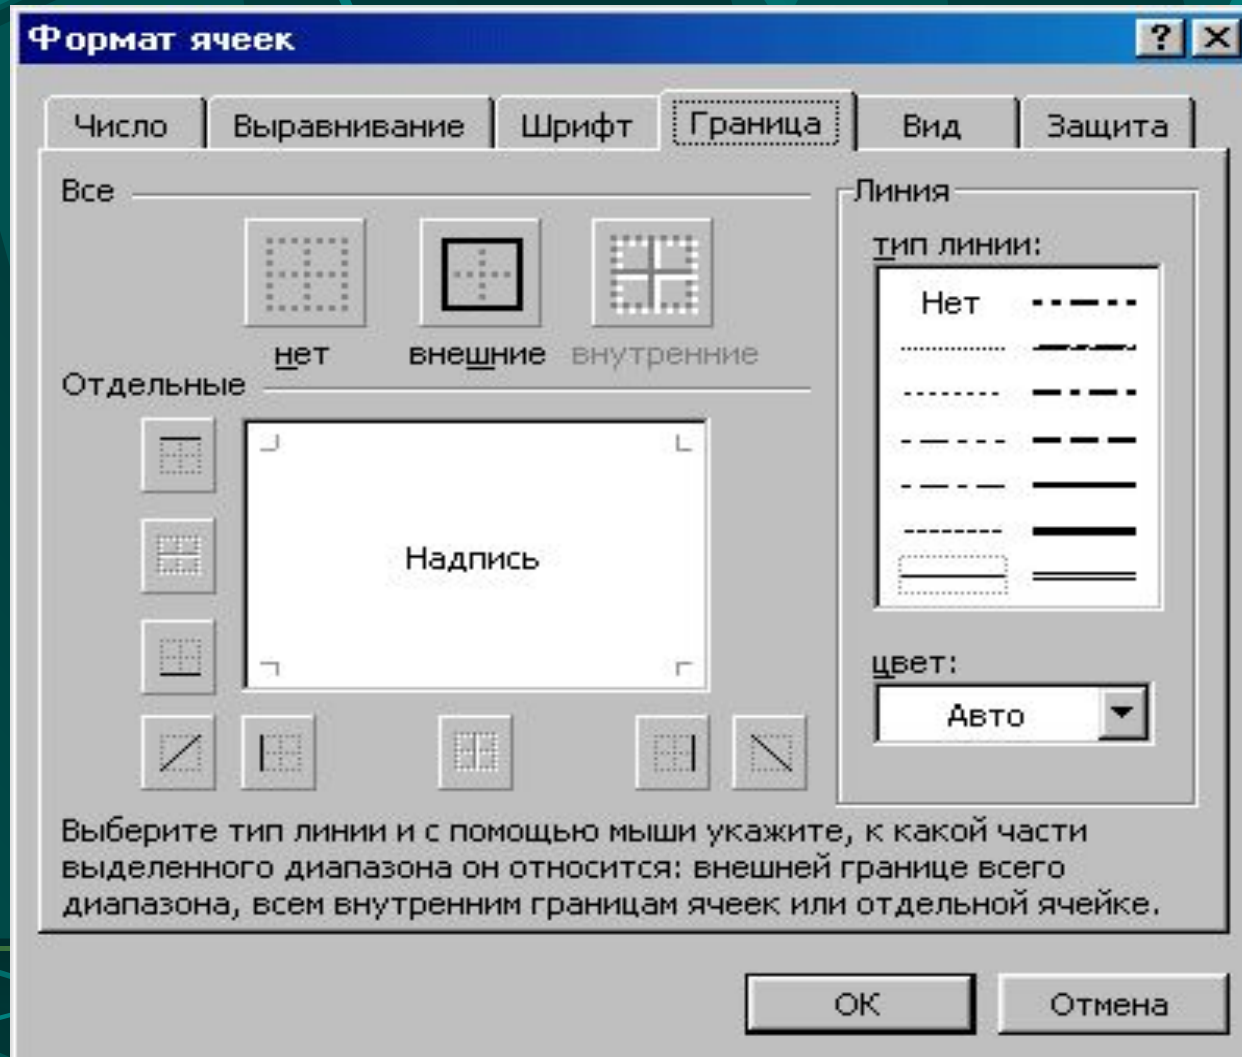 Формат ячеек
Число Выравнивание Шрифт Граница Вид Защита
Все
нет внешние внутренние
Отдельные
Надпись
Линия
тип линии:
Нет
цвет:
Авто
Выберите тип линии и с помощью мыши укажите, к какой части
выделенного диапазона он относится: внешней границе всего
диапазона, всем внутренним границам ячеек или отдельной ячейке.
ОК Отмена